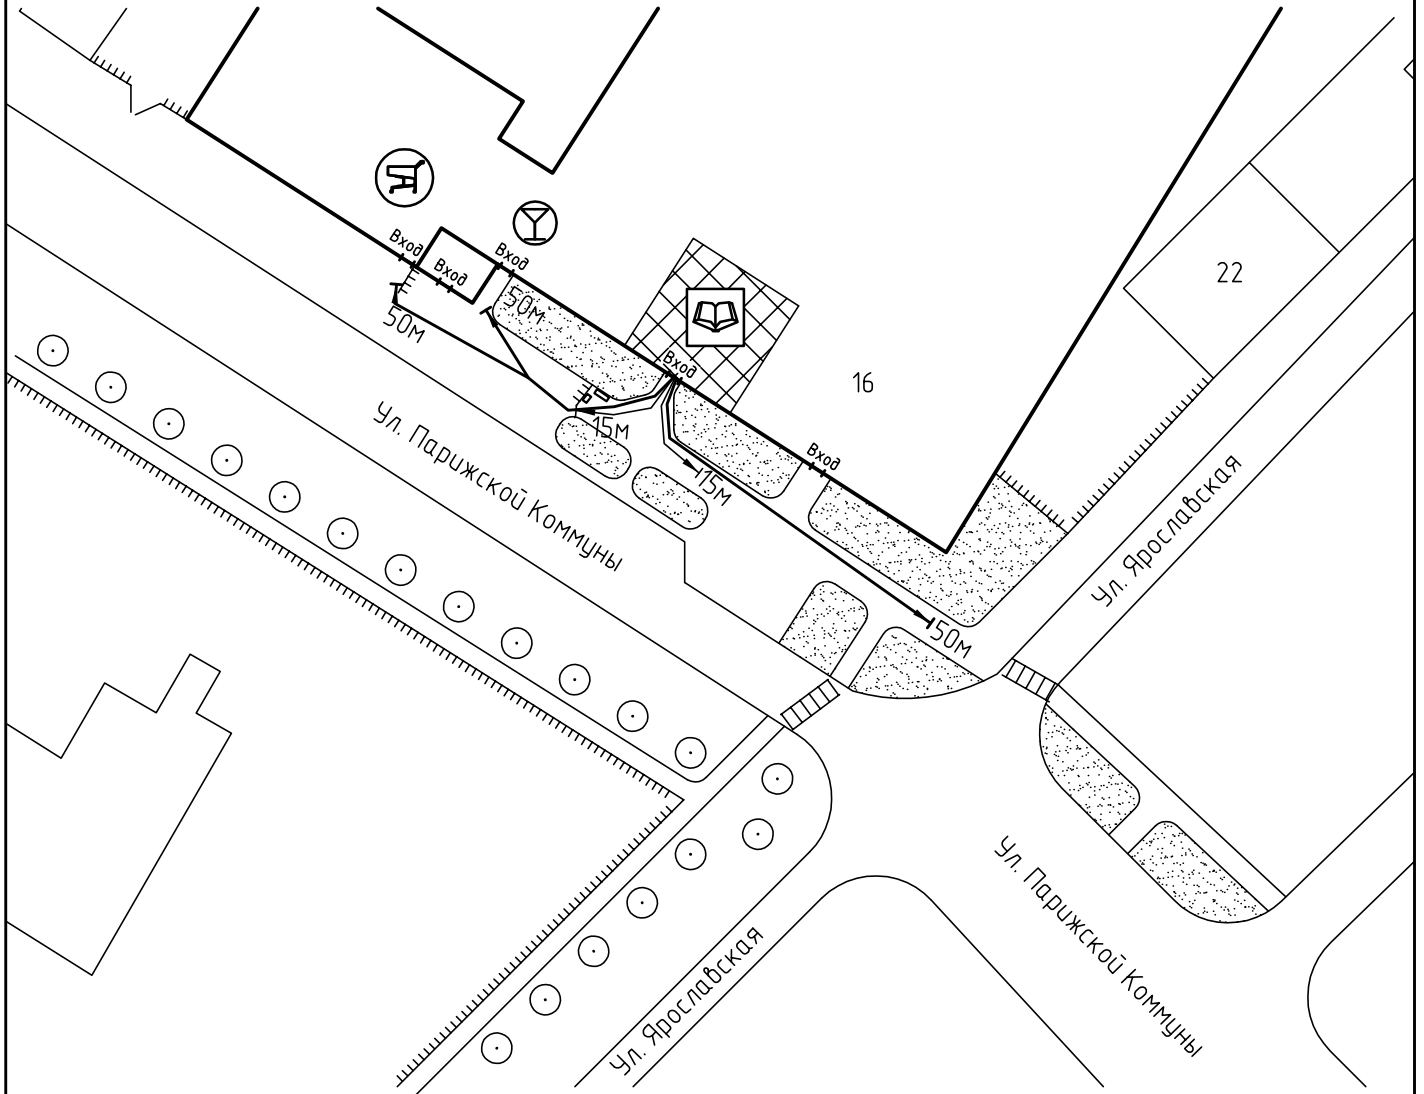 Вход
Вход
Вход
50м
50м
22
Вход
16
15м
Вход
15м
Ул. Парижской Коммуны
Ул. Ярославская
50м
Ул. Парижской Коммуны
Ул. Ярославская